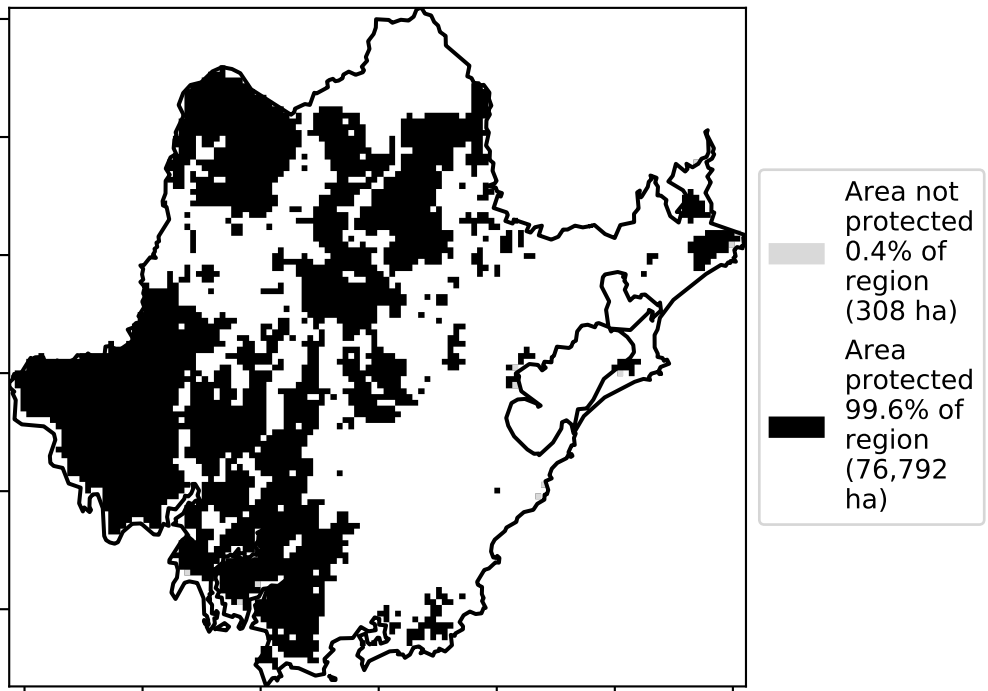 Area not
protected
0.4% of
region
(308 ha)
Area
protected
99.6% of
region
(76,792
ha)